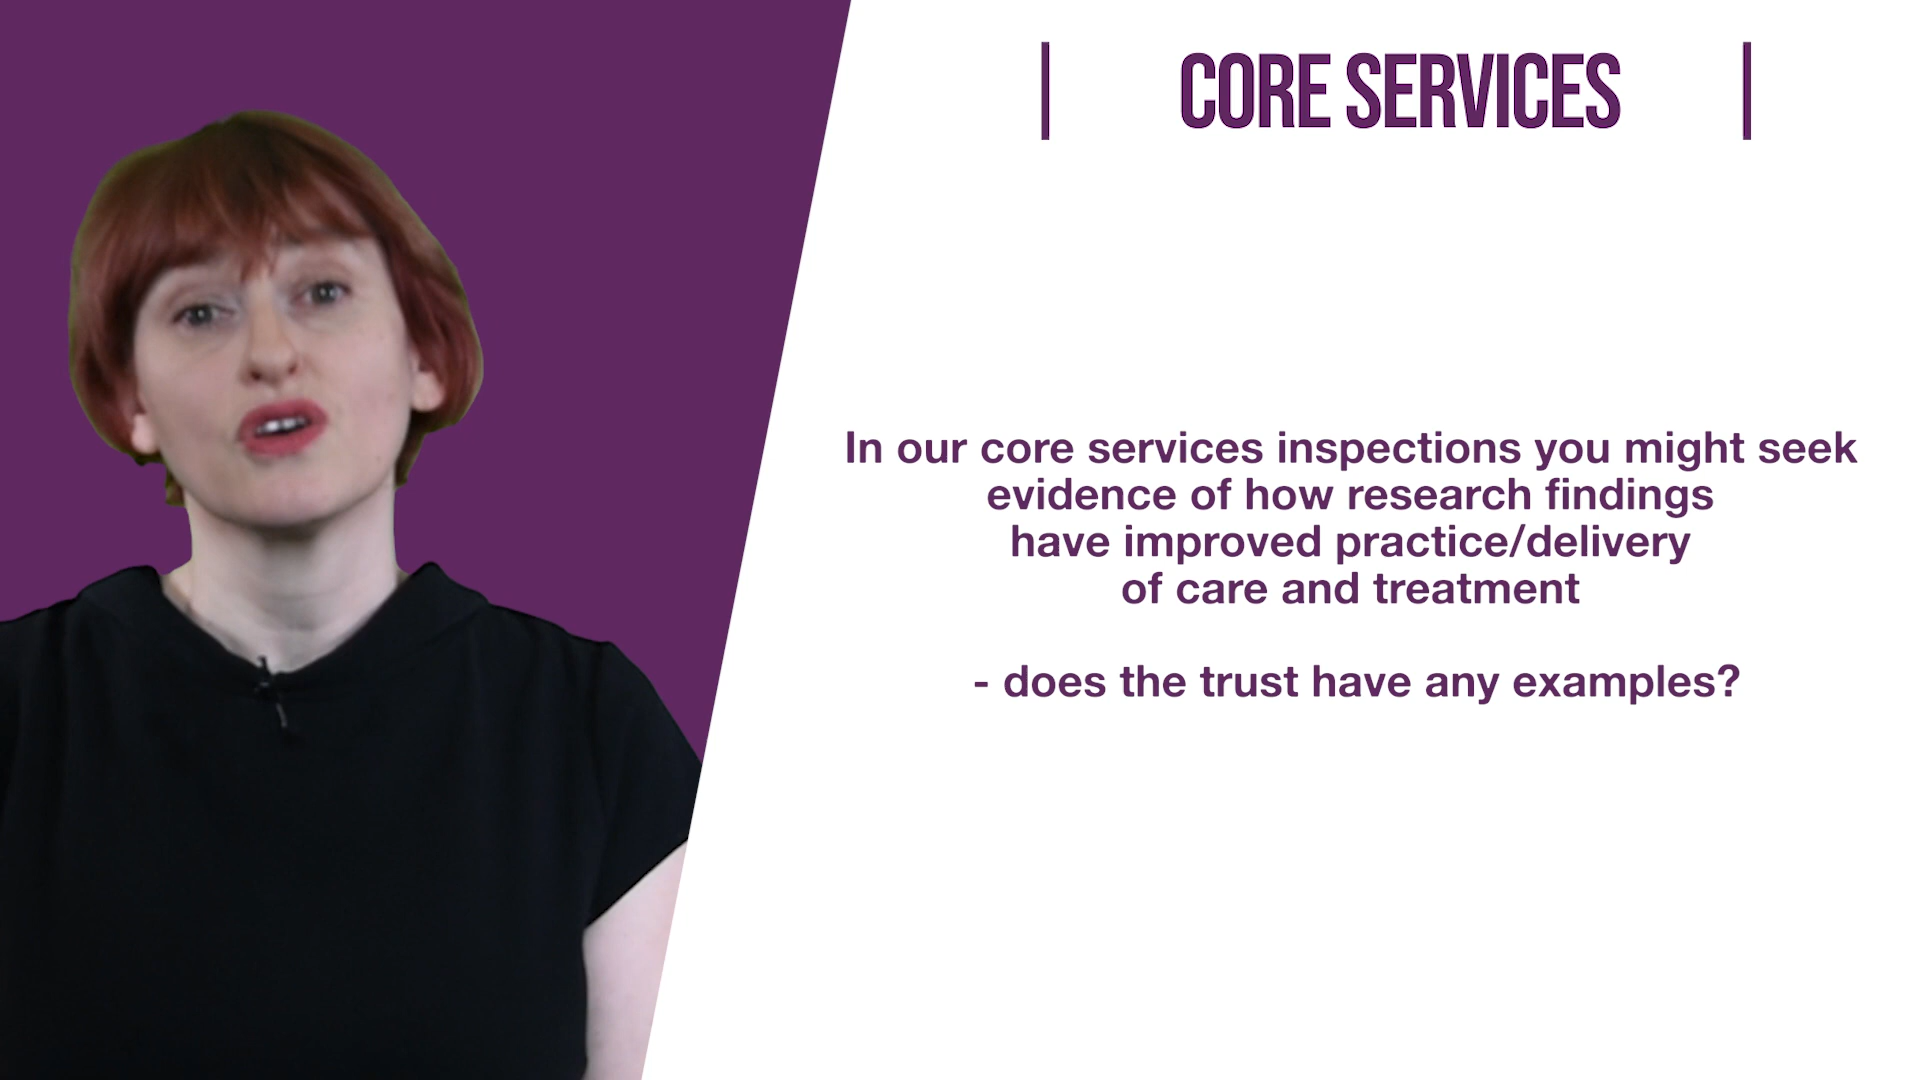 CORE SERVICES
In our core services inspections you might seek
evidence of how research findings
have improved practice/delivery
of care and treatment
- does the trust have any examples?